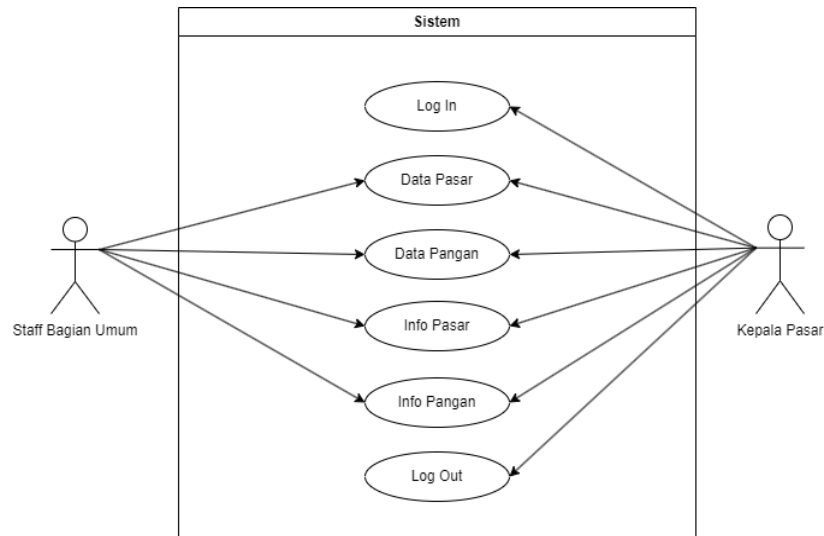 Sistem
Log In
Data Pasar
Data Pangan
Info Pasar
Staff Bagian Umum
Kepala Pasar
Info Pangan
Log Out